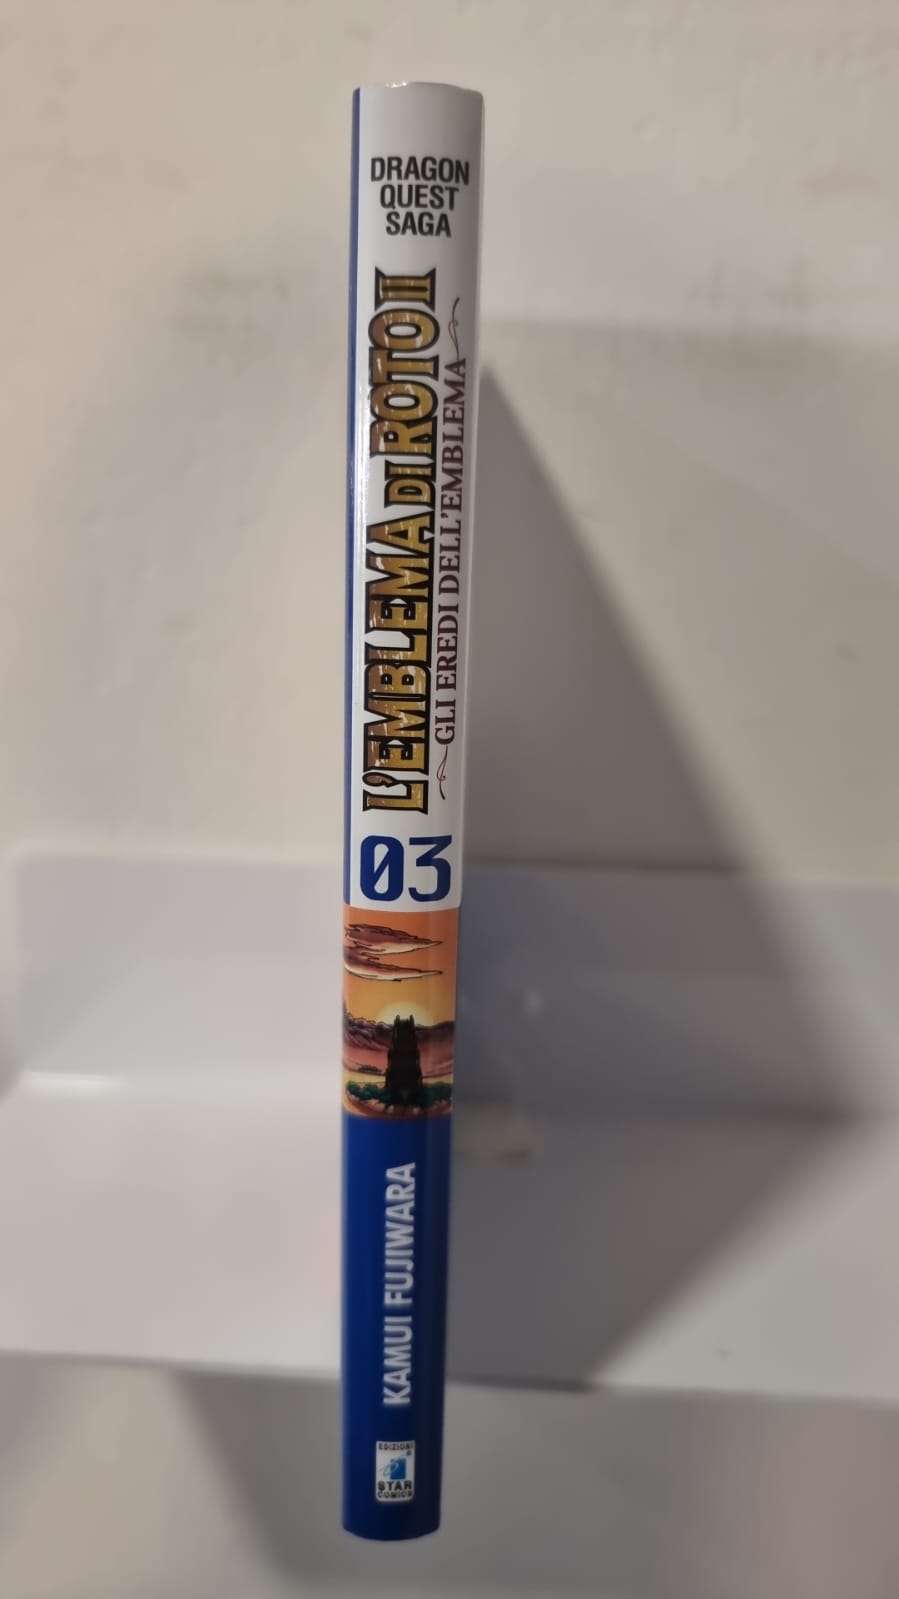 DRAGON
QUEST
SAGA
L'EMBLEMA DI ROTO II
GLI EREDI DELL'EMBLEMA
03
KAMUI FUJIWARA
EDIZIONI
STAR
COMICS